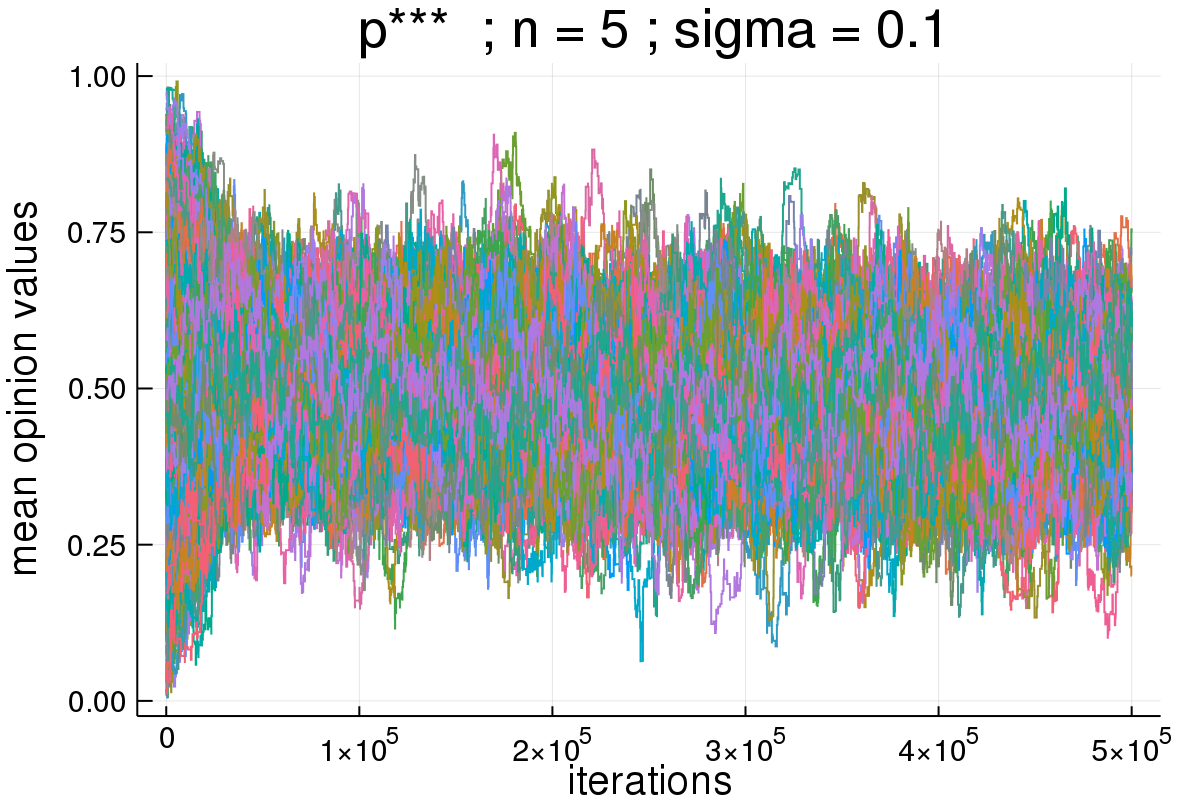 p*** ; n = 5 ; sigma = 0.1
1.00
0.75
0.50
0.25
0.00
mean opinion values
0 1×10⁵ 2×10⁵ 3×10⁵ 4×10⁵ 5×10⁵
iterations